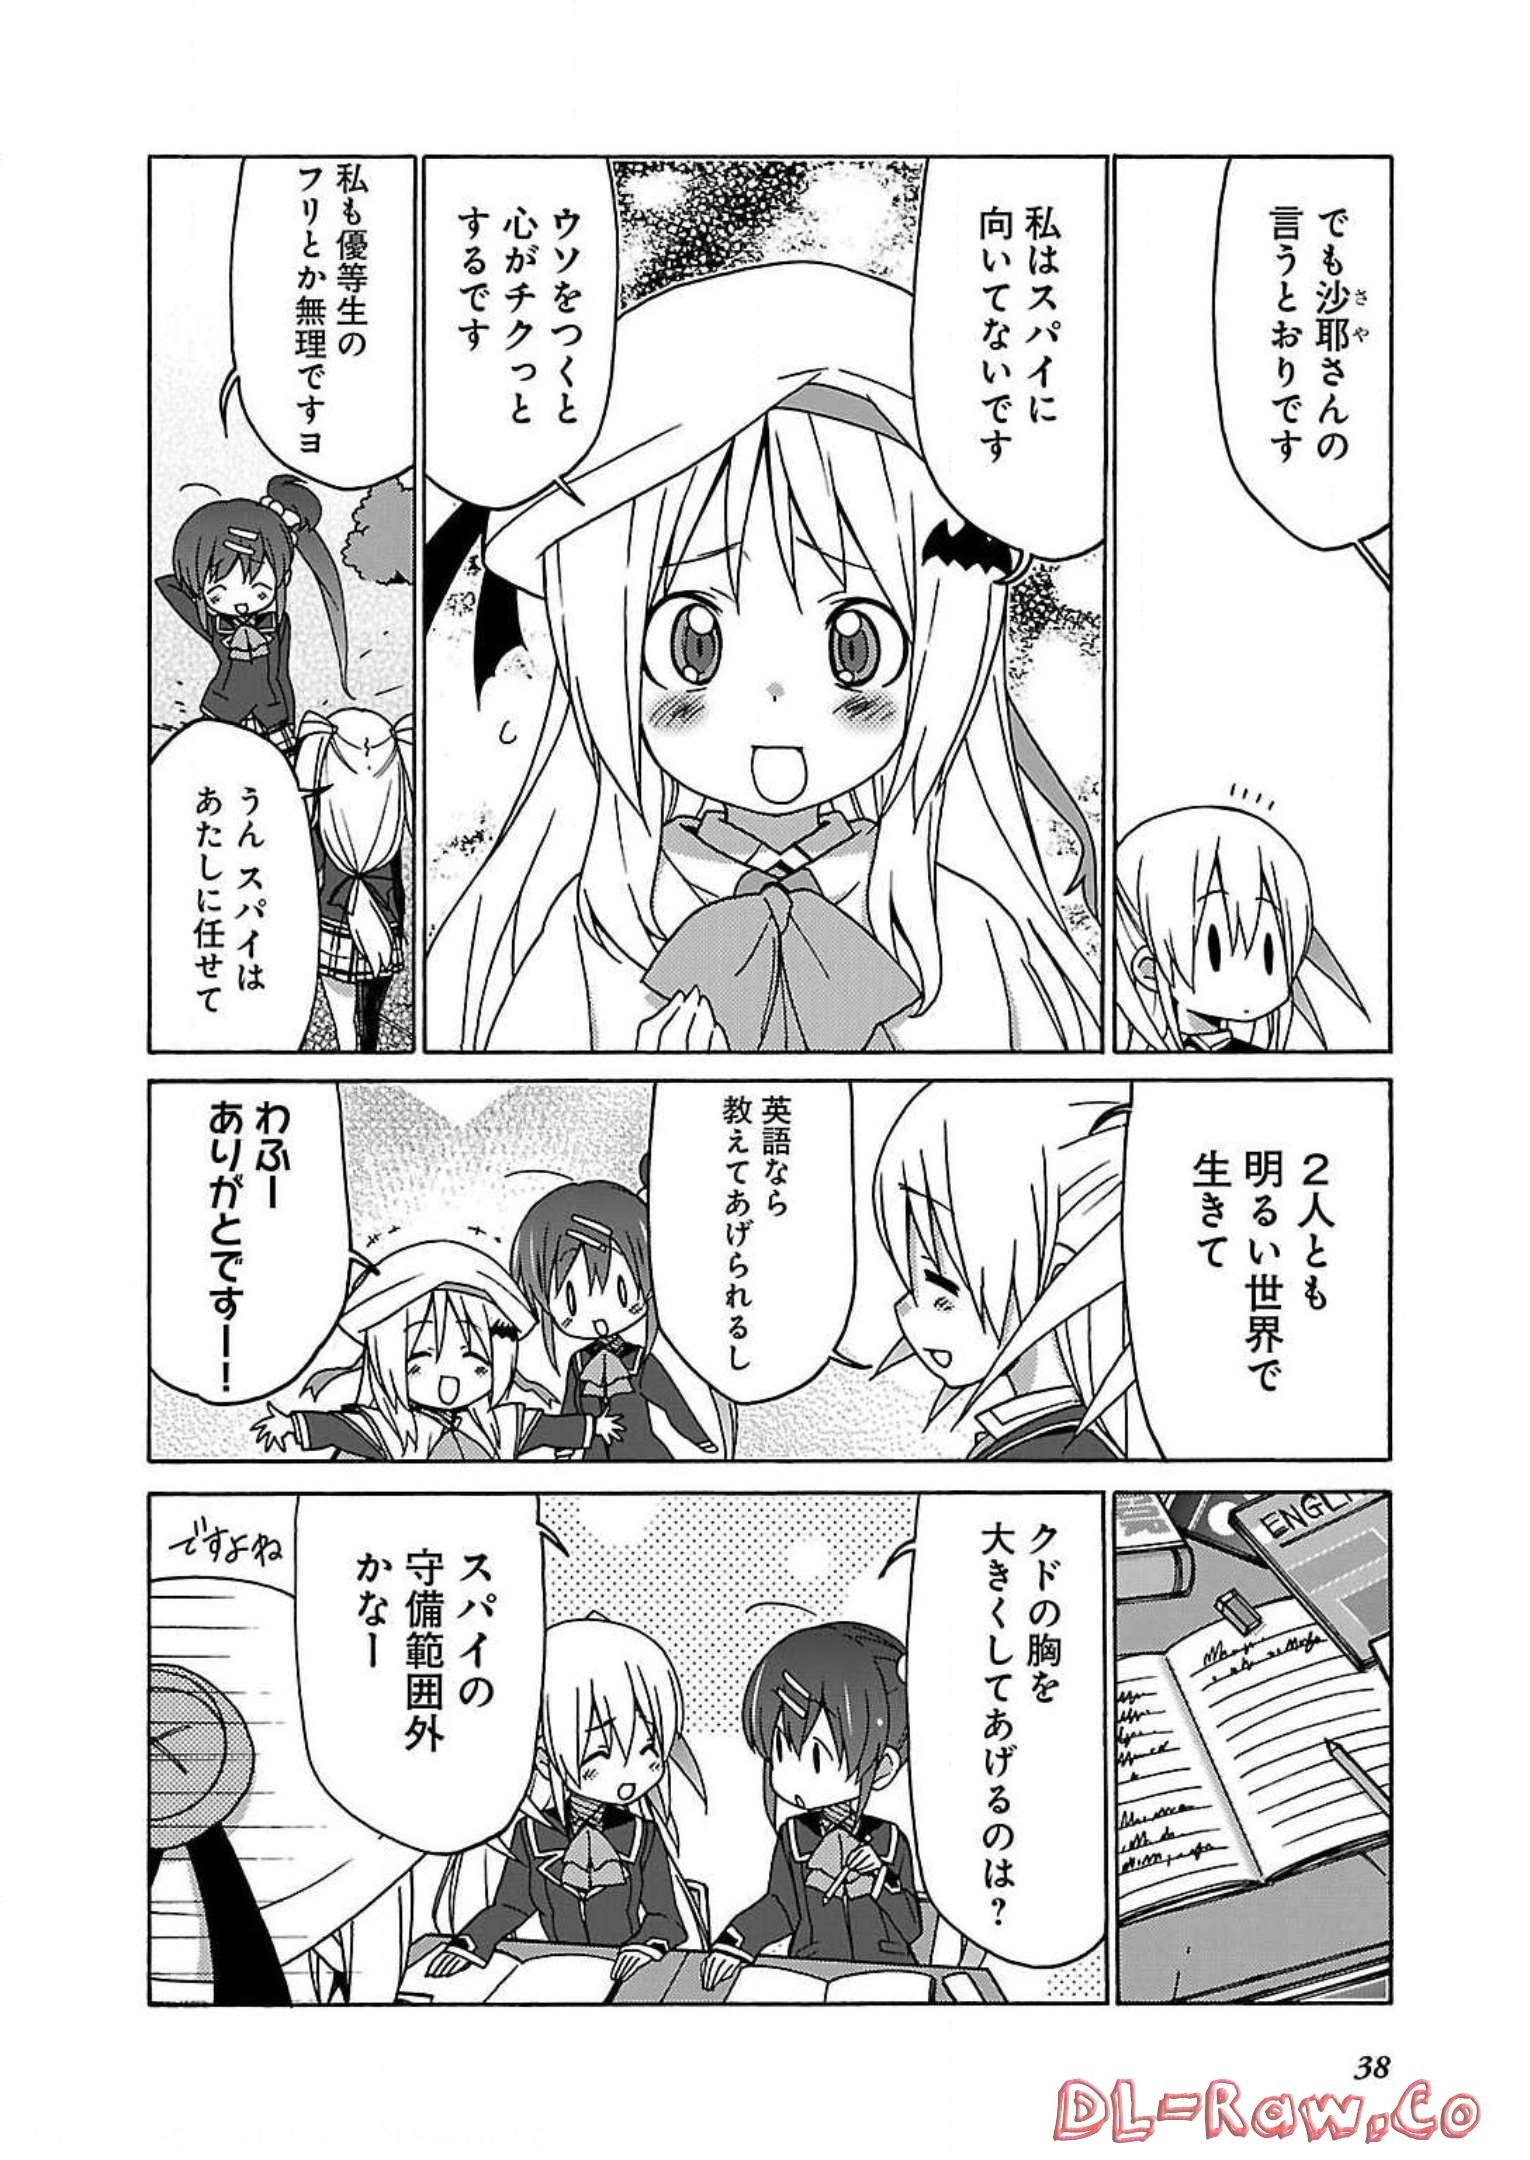 でも沙耶さんの
さや
言うとおりです
私はスパイに
向いてないです
ウソをつくと
心がチクっと
するです
私も優等生の
フリとか無理ですヨ
うん スパイは
あたしに任せて
2人とも
明るい世界で
生きて
英語なら
教えてあげられるし
わふー
ありがとですー!!
ENGLI
クドの胸を
大きくしてあげるのは?
スパイの
守備範囲外
かなー
ですよね
38
DL-Raw.Co